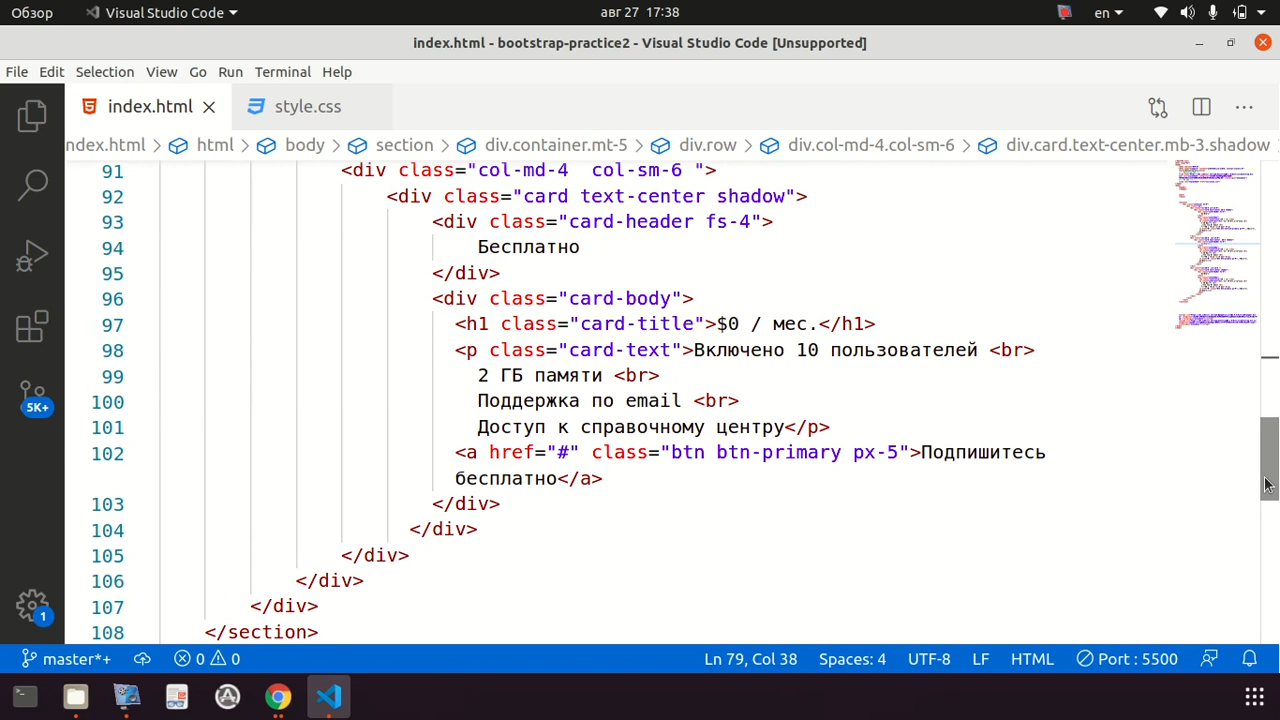 Обзор
Visual Studio Code
авг 27 17:38
en
index.html - bootstrap-practice2 - Visual Studio Code [Unsupported]
File Edit Selection View Go Run Terminal Help
index.html
style.css
ndex.html > html > body > section > div.container.mt-5 > div.row > div.col-md-4.col-sm-6 > div.card.text-center.mb-3.shadow
91 <div class="col-md-4  col-sm-6 ">
92 <div class="card text-center shadow">
93 <div class="card-header fs-4">
94 Бесплатно
95 </div>
96 <div class="card-body">
97 <h1 class="card-title">$0 / мес.</h1>
98 <p class="card-text">Включено 10 пользователей <br>
99 2 ГБ памяти <br>
100 Поддержка по email <br>
101 Доступ к справочному центру</p>
102 <a href="#" class="btn btn-primary px-5">Подпишитесь
бесплатно</a>
103 </div>
104 </div>
105 </div>
106 </div>
107 </div>
108 </section>
5K+
1
master*+
0 0
Ln 79, Col 38
Spaces: 4
UTF-8
LF
HTML
Port : 5500